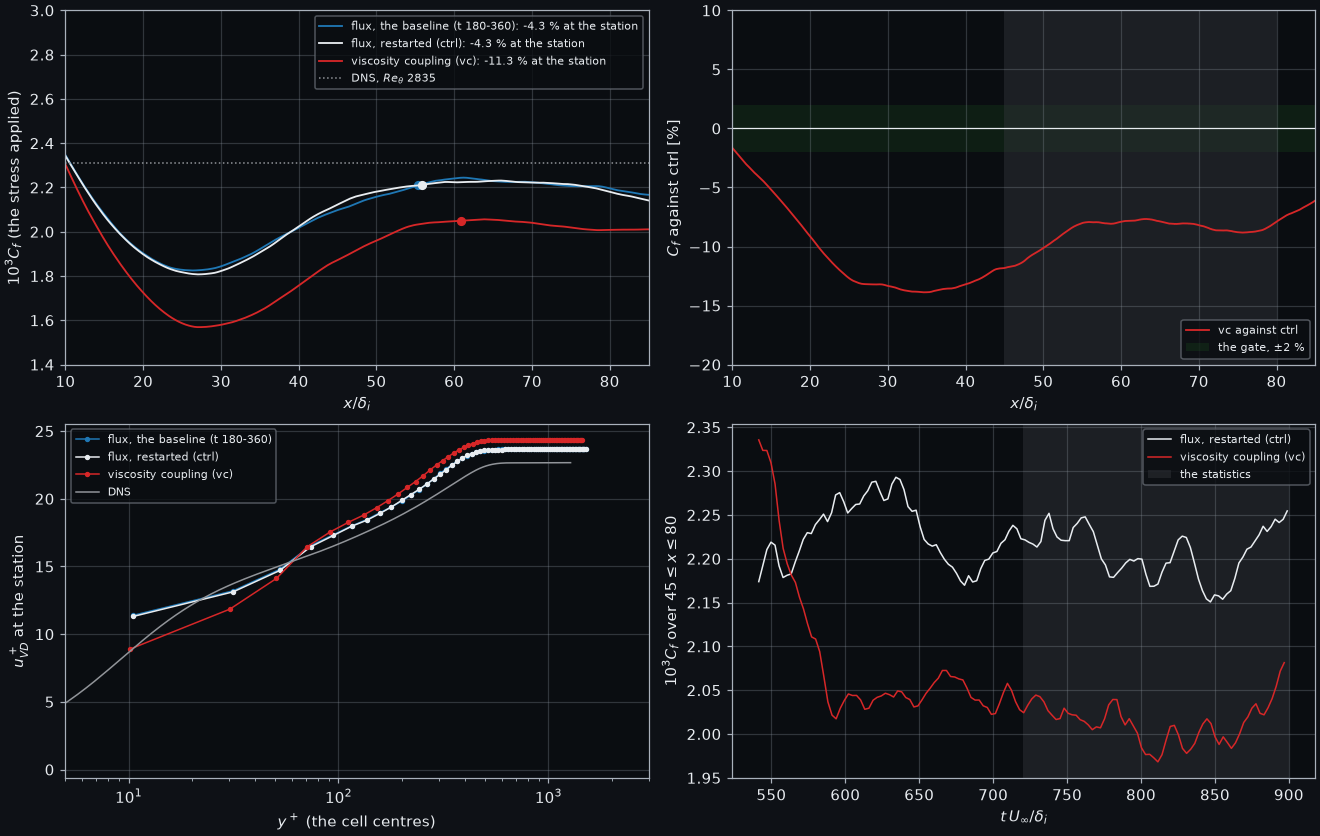 3.0
2.8
2.6
2.4
2.2
2.0
1.8
1.6
1.4
10 20 30 40 50 60 70 80
x/δi
10³Cf (the stress applied)
flux, the baseline (t 180-360): -4.3 % at the station
flux, restarted (ctrl): -4.3 % at the station
viscosity coupling (vc): -11.3 % at the station
DNS, Reθ 2835
10
5
0
−5
−10
−15
−20
10 20 30 40 50 60 70 80
x/δi
Cf against ctrl [%]
vc against ctrl
the gate, ±2 %
25
20
15
10
5
0
10¹ 10² 10³
y⁺ (the cell centres)
u⁺VD at the station
flux, the baseline (t 180-360)
flux, restarted (ctrl)
viscosity coupling (vc)
DNS
2.35
2.30
2.25
2.20
2.15
2.10
2.05
2.00
1.95
550 600 650 700 750 800 850 900
t U∞/δi
10³Cf over 45 ≤ x ≤ 80
flux, restarted (ctrl)
viscosity coupling (vc)
the statistics